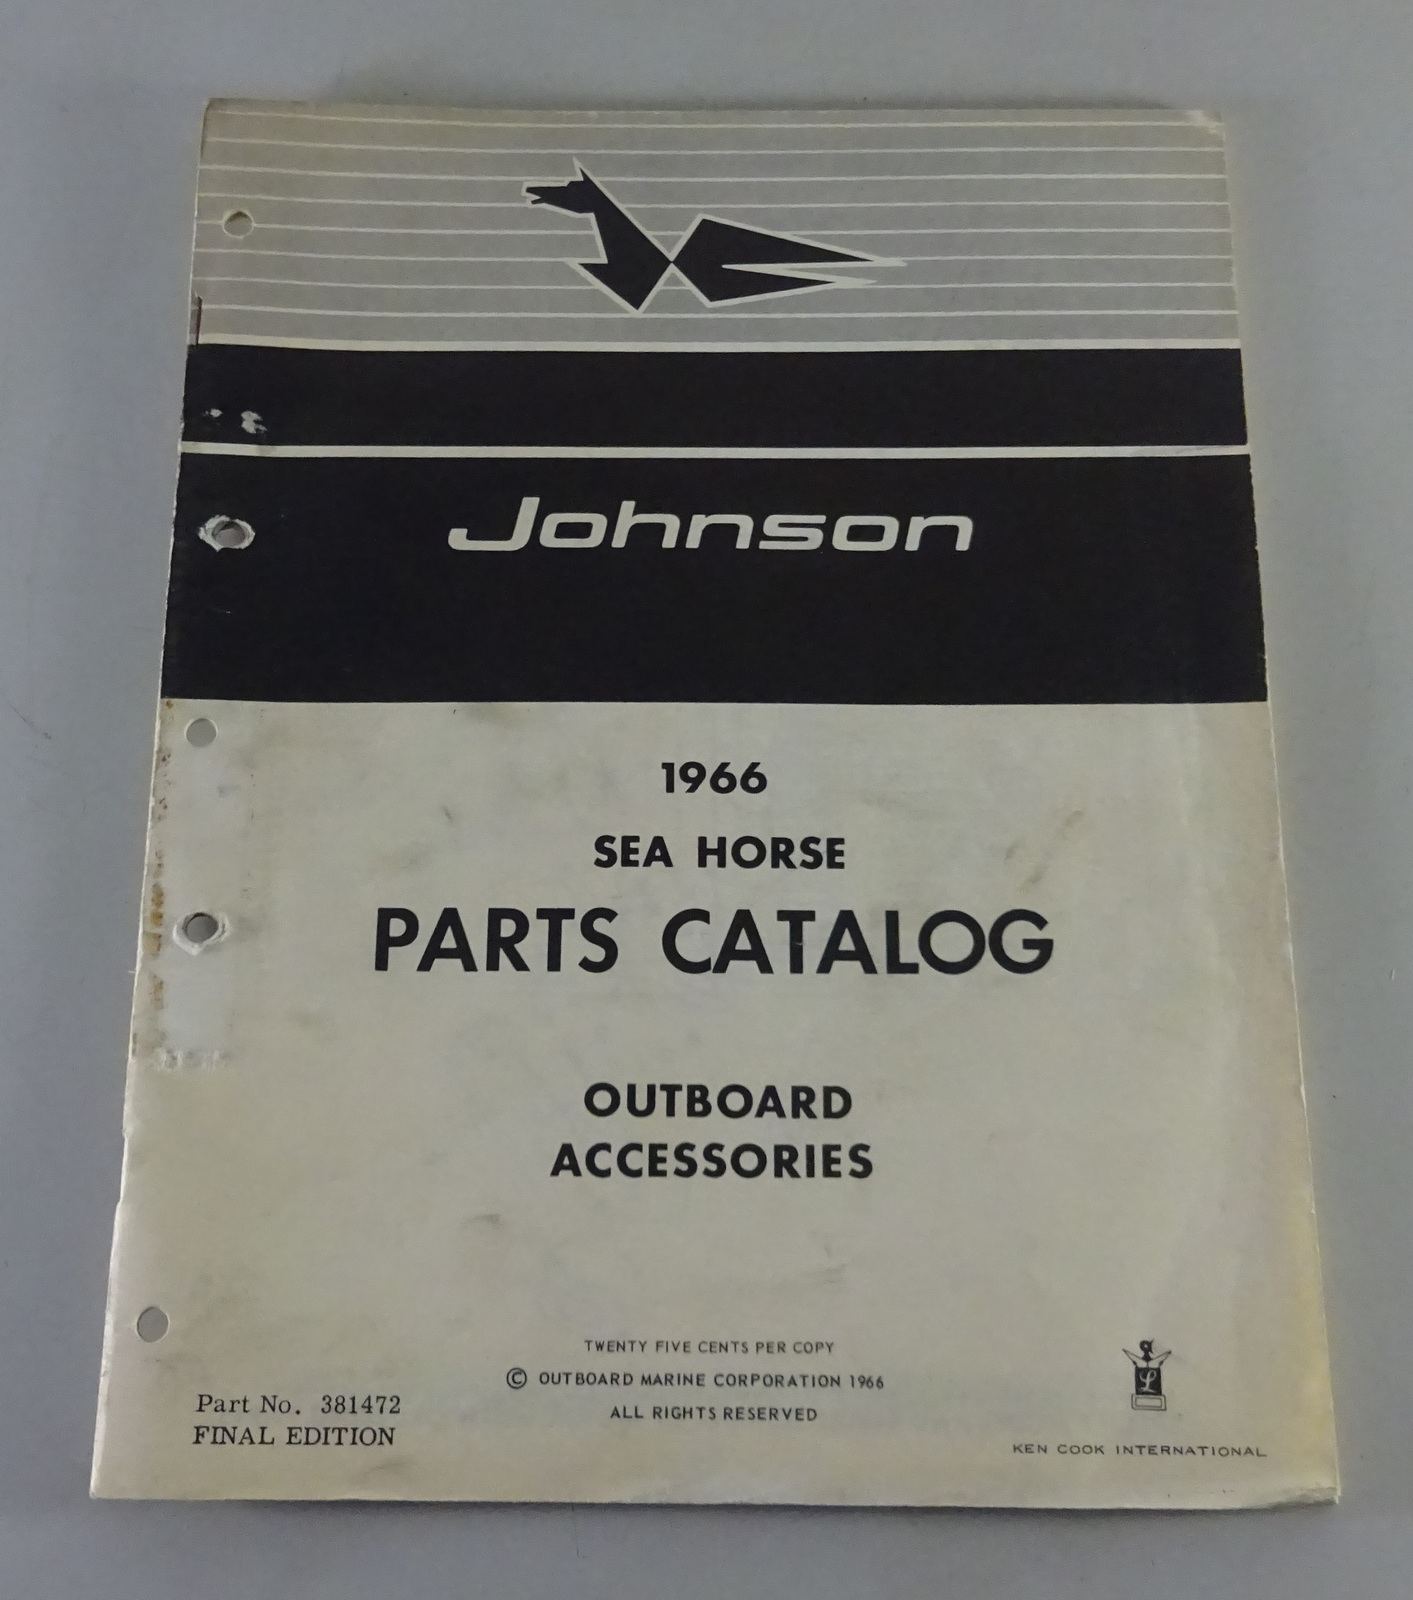 Johnson
1966
SEA HORSE
PARTS CATALOG
OUTBOARD
ACCESSORIES
TWENTY FIVE CENTS PER COPY
© OUTBOARD MARINE CORPORATION 1966
ALL RIGHTS RESERVED
Part No. 381472
FINAL EDITION
L
KEN COOK INTERNATIONAL